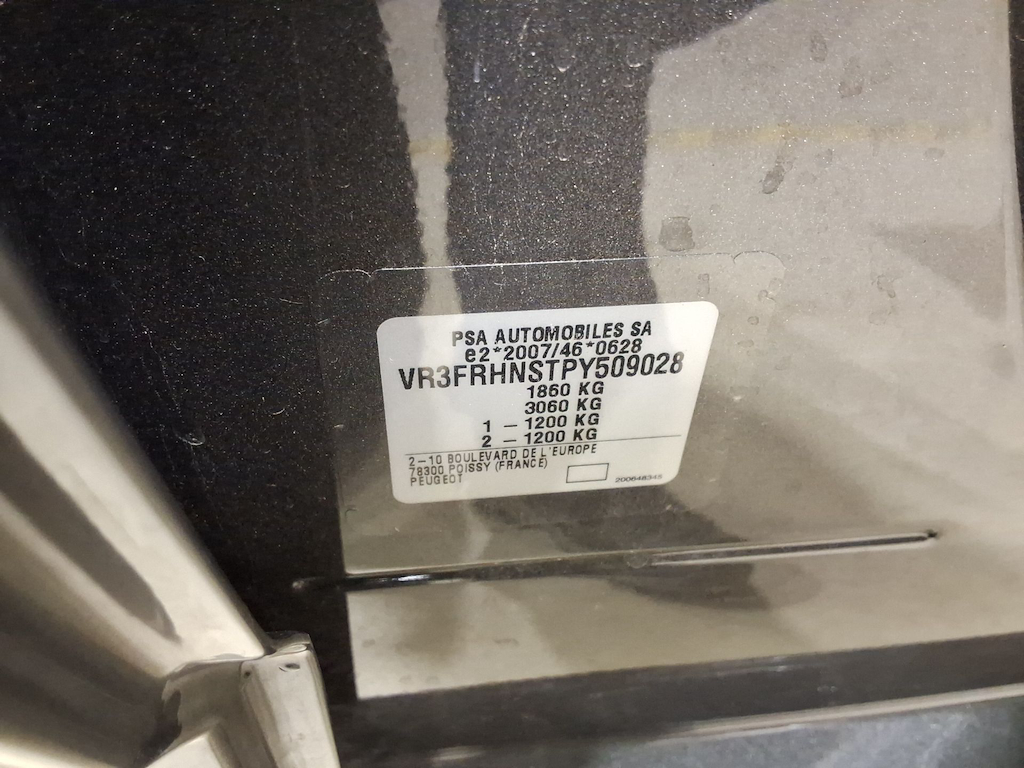 PSA AUTOMOBILES SA
e2*2007/46*0628
VR3FRHNSTPY509028
1860 KG
3060 KG
1 – 1200 KG
2 – 1200 KG
2–10 BOULEVARD DE L'EUROPE
78300 POISSY (FRANCE)
PEUGEOT
200648345